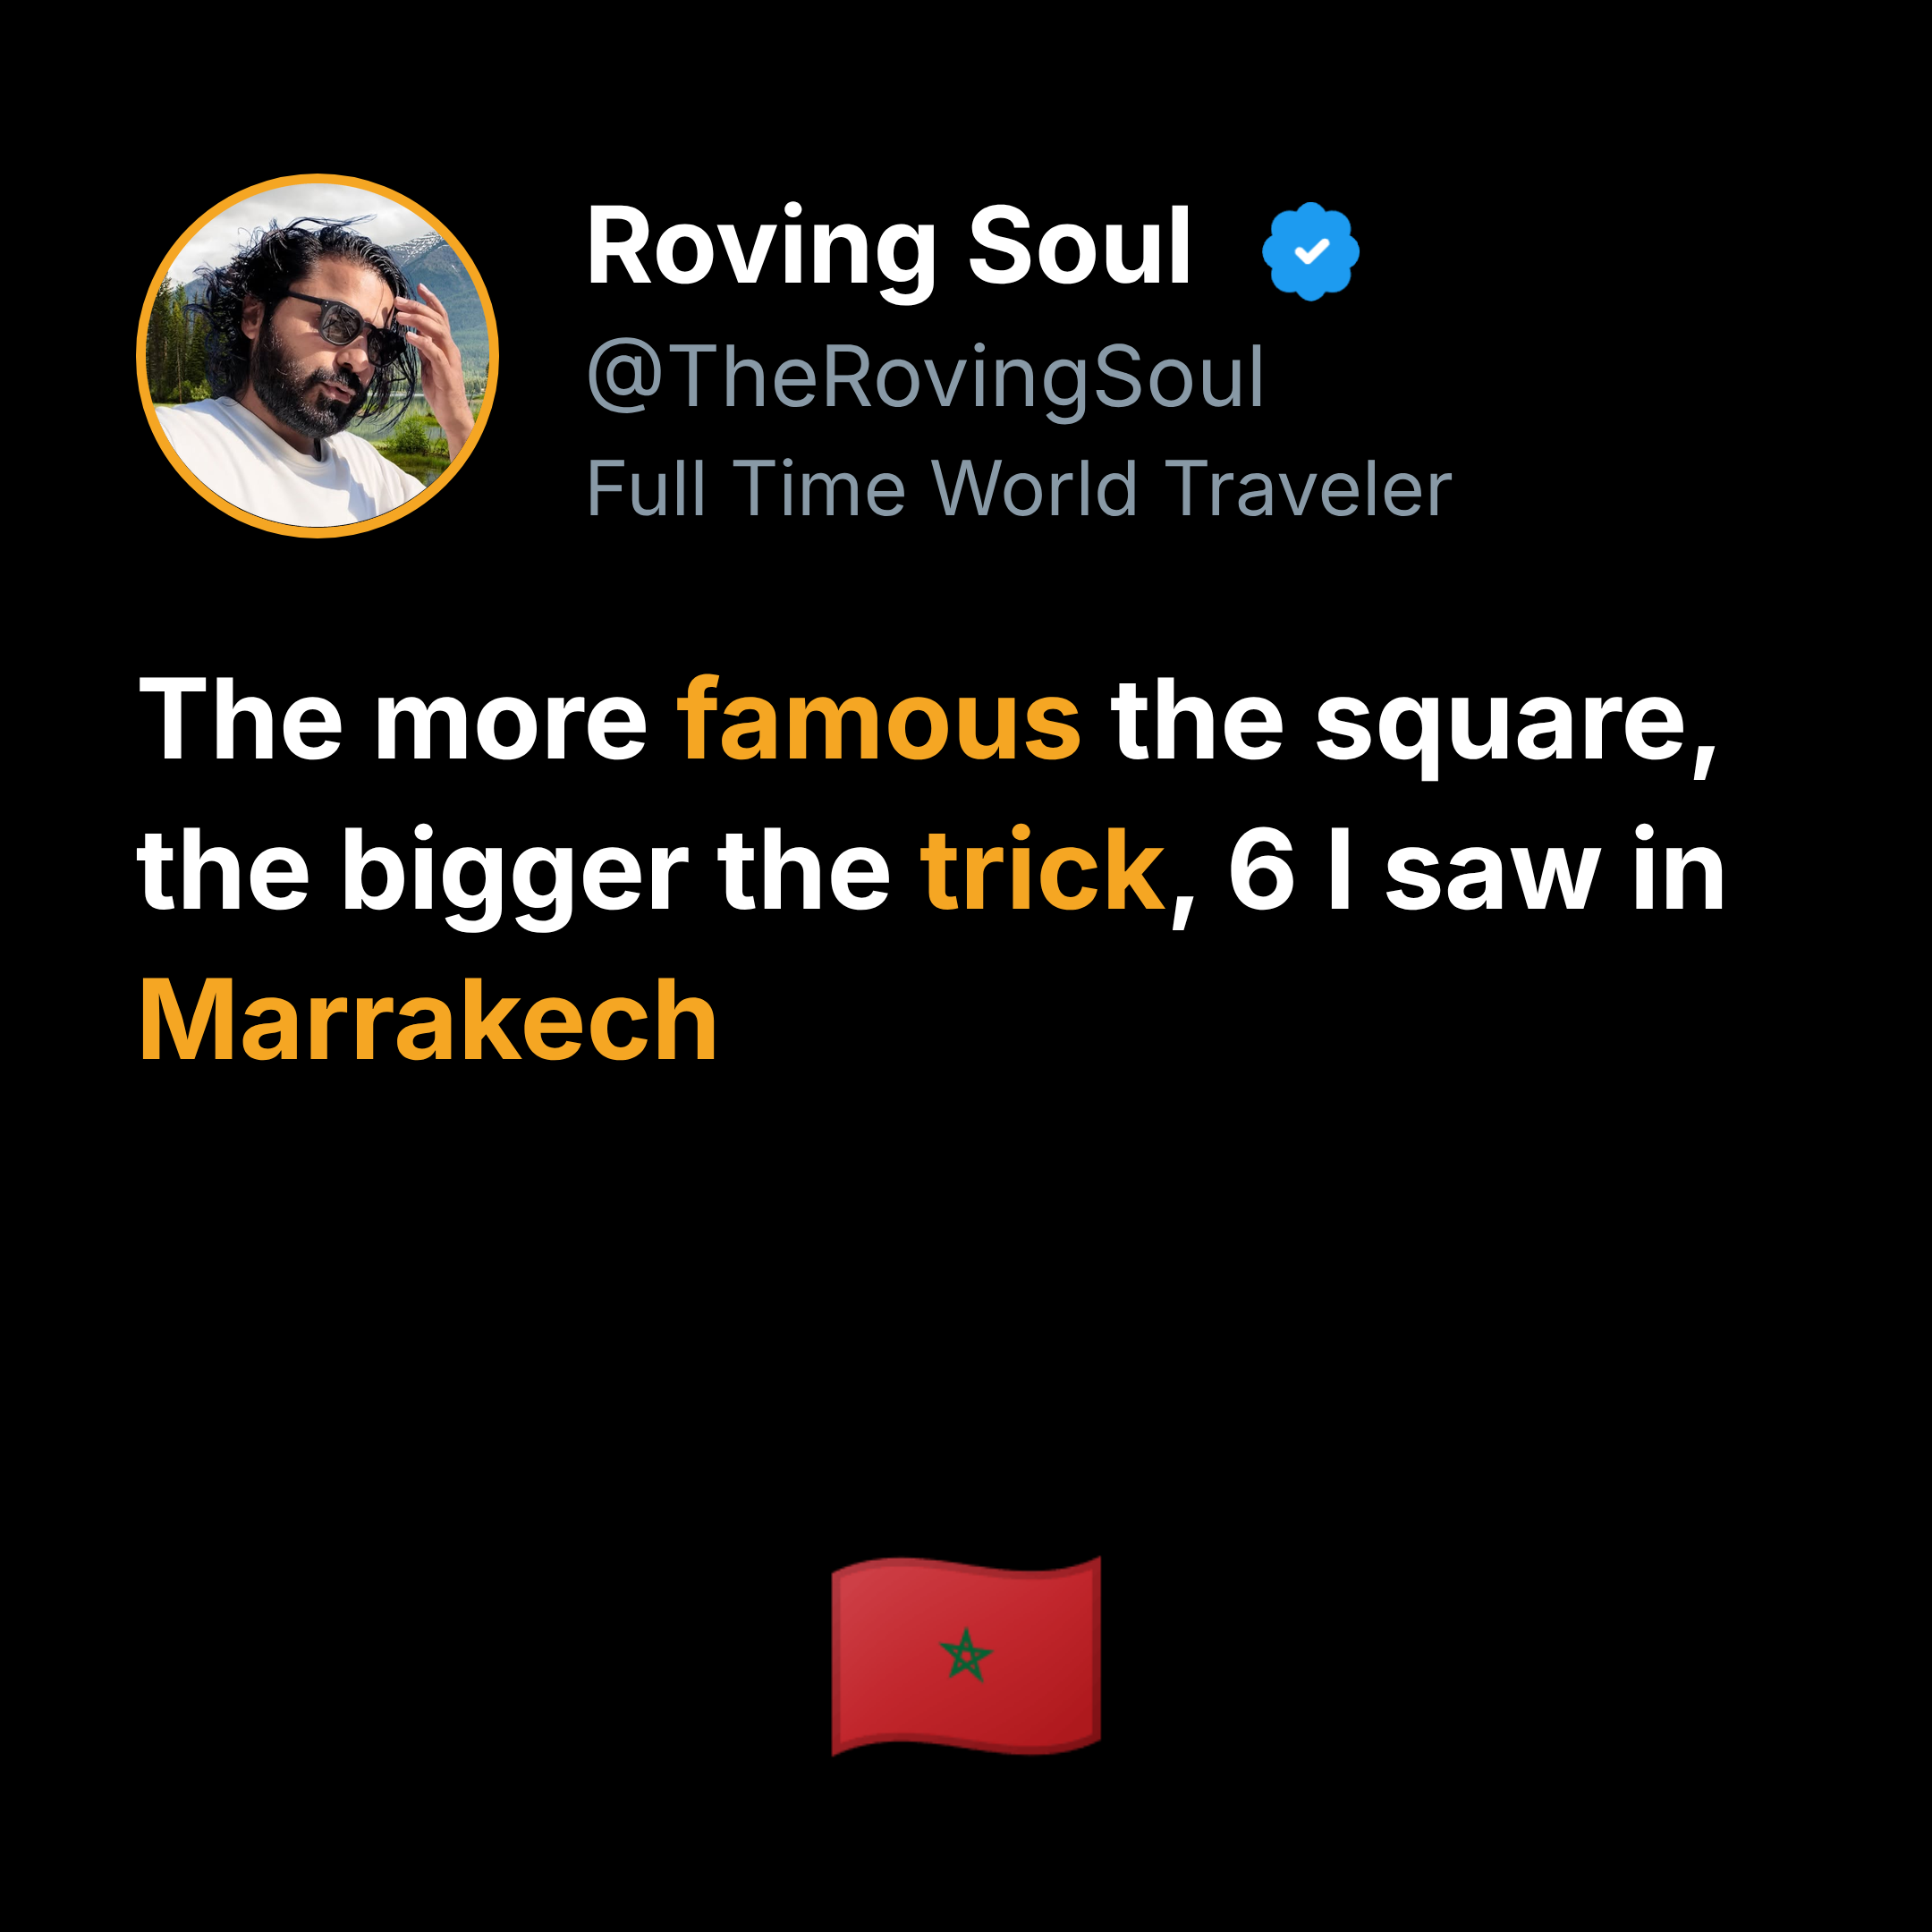 Roving Soul
@TheRovingSoul
Full Time World Traveler
The more famous the square,
the bigger the trick, 6 I saw in
Marrakech